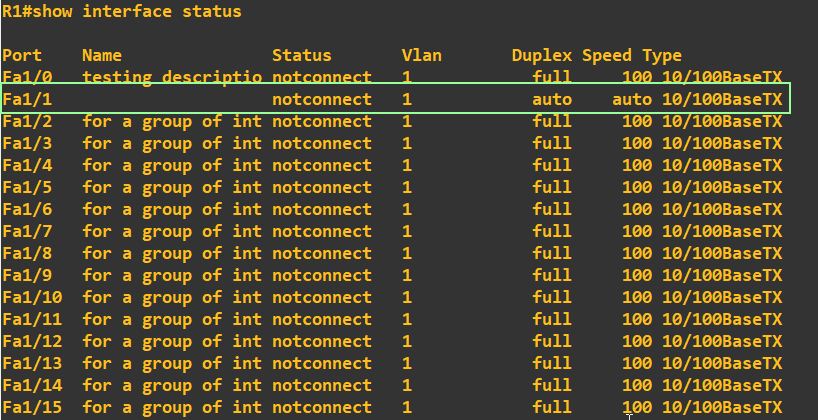 R1#show interface status
Port Name Status Vlan Duplex Speed Type
Fa1/0 testing descriptio notconnect 1 full 100 10/100BaseTX
Fa1/1 notconnect 1 auto auto 10/100BaseTX
Fa1/2 for a group of int notconnect 1 full 100 10/100BaseTX
Fa1/3 for a group of int notconnect 1 full 100 10/100BaseTX
Fa1/4 for a group of int notconnect 1 full 100 10/100BaseTX
Fa1/5 for a group of int notconnect 1 full 100 10/100BaseTX
Fa1/6 for a group of int notconnect 1 full 100 10/100BaseTX
Fa1/7 for a group of int notconnect 1 full 100 10/100BaseTX
Fa1/8 for a group of int notconnect 1 full 100 10/100BaseTX
Fa1/9 for a group of int notconnect 1 full 100 10/100BaseTX
Fa1/10 for a group of int notconnect 1 full 100 10/100BaseTX
Fa1/11 for a group of int notconnect 1 full 100 10/100BaseTX
Fa1/12 for a group of int notconnect 1 full 100 10/100BaseTX
Fa1/13 for a group of int notconnect 1 full 100 10/100BaseTX
Fa1/14 for a group of int notconnect 1 full 100 10/100BaseTX
Fa1/15 for a group of int notconnect 1 full 100 10/100BaseTX